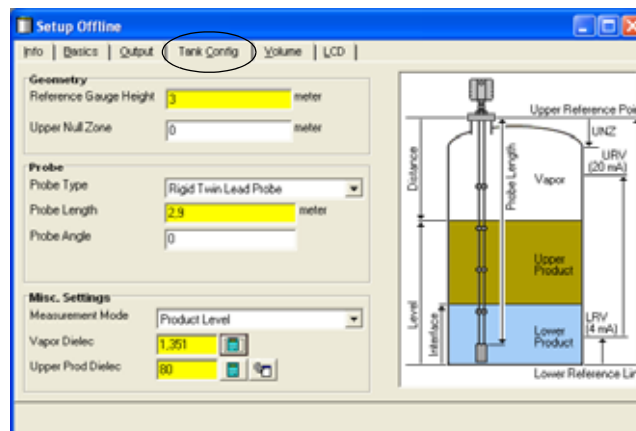 Setup Offline
Info | Basics | Output | Tank Config | Volume | LCD |
Geometry
Reference Gauge Height 3 meter
Upper Null Zone 0 meter
Probe
Probe Type Rigid Twin Lead Probe
Probe Length 2,9 meter
Probe Angle 0
Misc. Settings
Measurement Mode Product Level
Vapor Dielec 1,351
Upper Prod Dielec 80
Upper Reference Poi
UNZ
URV
(20 mA)
Distance
Probe Length
Vapor
Upper
Product
Level
Interface
LRV
(4 mA)
Lower
Product
Lower Reference Lin